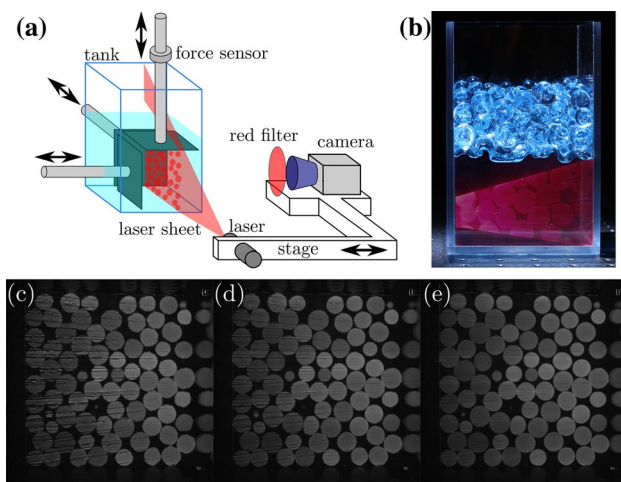 (a)
(b)
force sensor
tank
red filter
camera
laser
laser sheet
stage
(c)
(d)
(e)